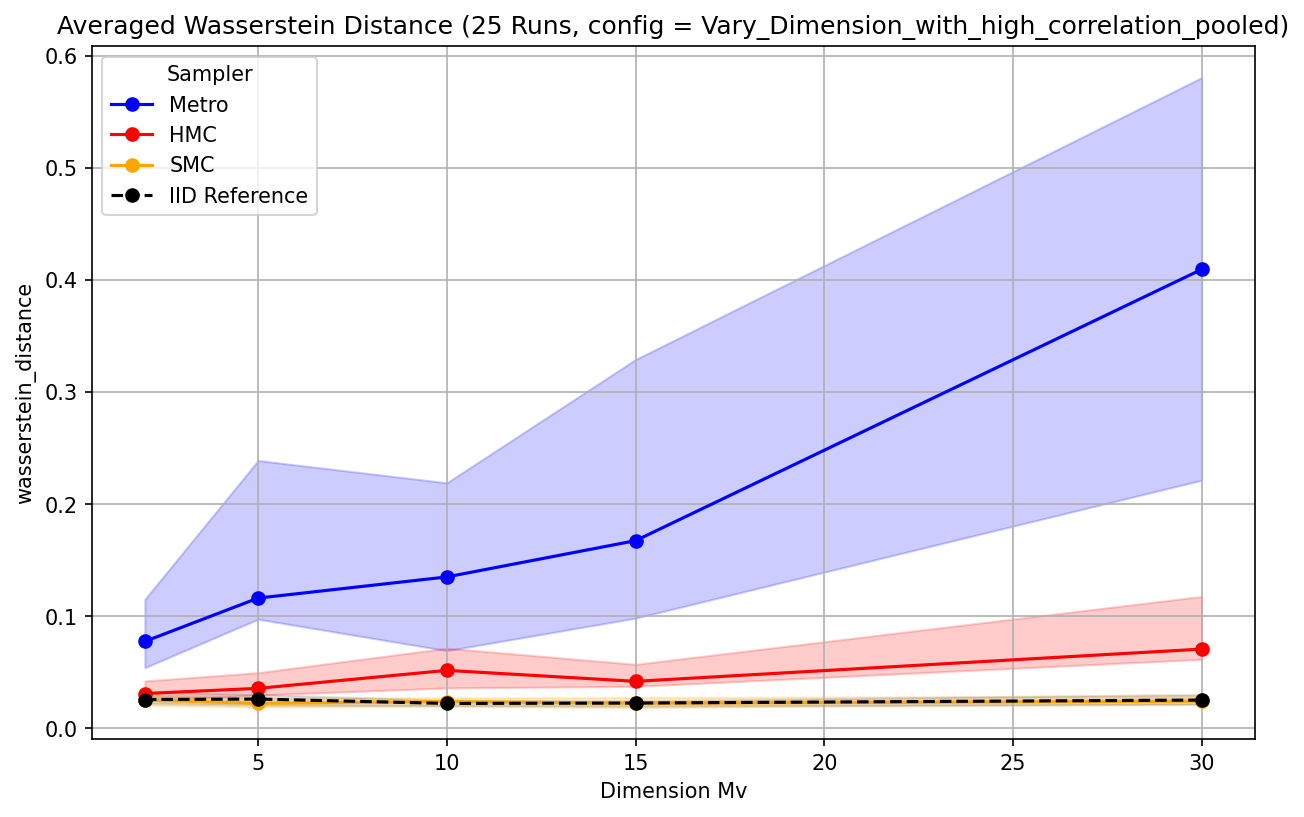 Averaged Wasserstein Distance (25 Runs, config = Vary_Dimension_with_high_correlation_pooled)
Sampler
Metro
HMC
SMC
IID Reference
wasserstein_distance
0.6
0.5
0.4
0.3
0.2
0.1
0.0
5 10 15 20 25 30
Dimension Mv